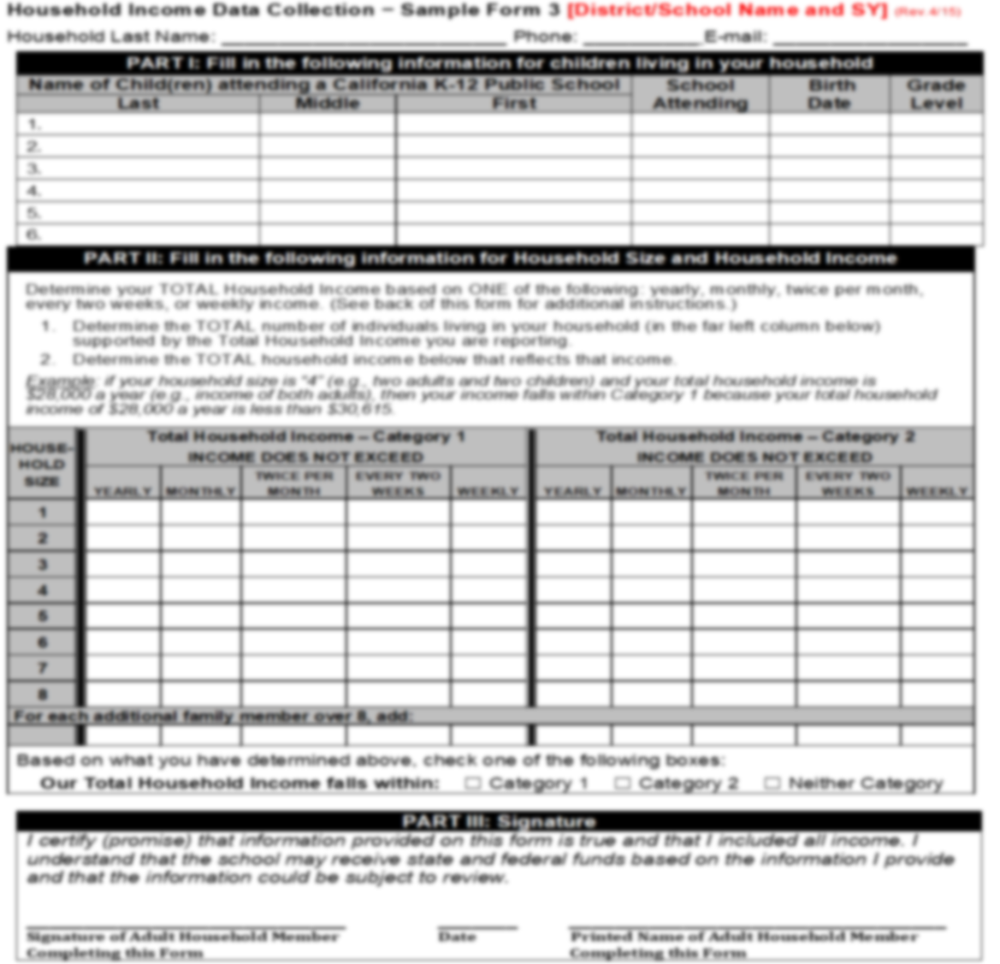 Household Income Data Collection – Sample Form 3 [District/School Name and SY] (Rev.4/15)
Household Last Name: ____________________ Phone: __________ E-mail: ______________
PART I: Fill in the following information for children living in your household
Name of Child(ren) attending a California K-12 Public School School Attending Birth Date Grade Level
Last Middle First
1.
2.
3.
4.
5.
6.
PART II: Fill in the following information for Household Size and Household Income
Determine your TOTAL Household Income based on ONE of the following: yearly, monthly, twice per month,
every two weeks, or weekly income. (See back of this form for additional instructions.)
1. Determine the TOTAL number of individuals living in your household (in the far left column below)
supported by the Total Household Income you are reporting.
2. Determine the TOTAL household income below that reflects that income.
Example: if your household size is "4" (e.g., two adults and two children) and your total household income is
$28,000 a year (e.g., income of both adults), then your income falls within Category 1 because your total household
income of $28,000 a year is less than $30,615.
HOUSE-HOLD SIZE
Total Household Income – Category 1 Total Household Income – Category 2
INCOME DOES NOT EXCEED INCOME DOES NOT EXCEED
YEARLY MONTHLY TWICE PER MONTH EVERY TWO WEEKS WEEKLY YEARLY MONTHLY TWICE PER MONTH EVERY TWO WEEKS WEEKLY
1
2
3
4
5
6
7
8
For each additional family member over 8, add:
Based on what you have determined above, check one of the following boxes:
Our Total Household Income falls within: ☐ Category 1 ☐ Category 2 ☐ Neither Category
PART III: Signature
I certify (promise) that information provided on this form is true and that I included all income. I
understand that the school may receive state and federal funds based on the information I provide
and that the information could be subject to review.
Signature of Adult Household Member Date Printed Name of Adult Household Member
Completing this Form Completing this Form